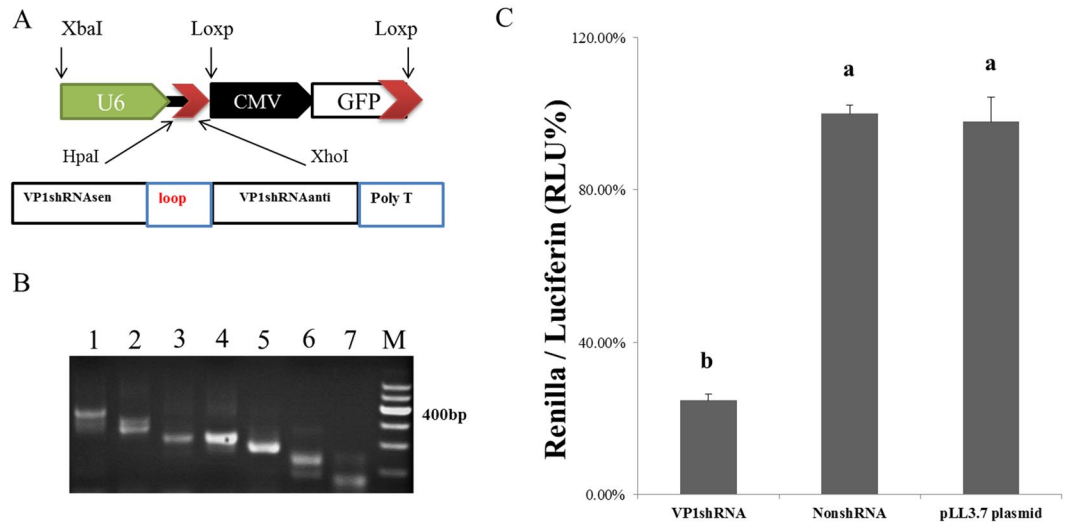 A
XbaI
Loxp
Loxp
U6
CMV
GFP
HpaI
XhoI
VP1shRNAsen
loop
VP1shRNAanti
Poly T
B
1 2 3 4 5 6 7 M
400bp
C
Renilla / Luciferin (RLU%)
120.00%
80.00%
40.00%
0.00%
b
a
a
VP1shRNA
NonshRNA
pLL3.7 plasmid